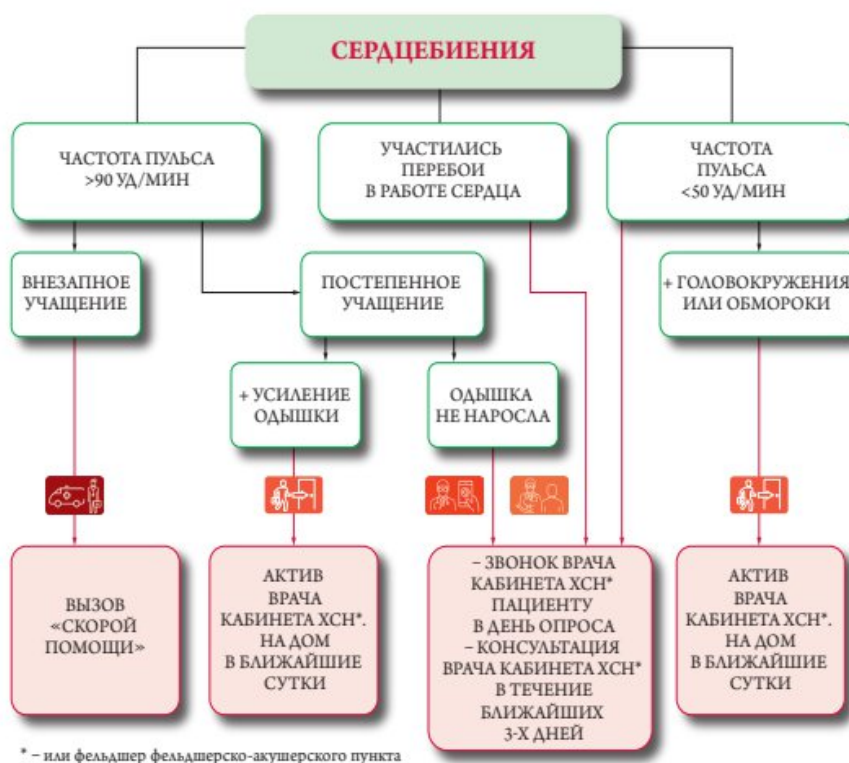 СЕРДЦЕБИЕНИЯ
ЧАСТОТА ПУЛЬСА
>90 УД/МИН
УЧАСТИЛИСЬ
ПЕРЕБОИ
В РАБОТЕ СЕРДЦА
ЧАСТОТА
ПУЛЬСА
<50 УД/МИН
ВНЕЗАПНОЕ
УЧАЩЕНИЕ
ПОСТЕПЕННОЕ
УЧАЩЕНИЕ
+ ГОЛОВОКРУЖЕНИЯ
ИЛИ ОБМОРОКИ
+ УСИЛЕНИЕ
ОДЫШКИ
ОДЫШКА
НЕ НАРОСЛА
ВЫЗОВ
«СКОРОЙ
ПОМОЩИ»
АКТИВ
ВРАЧА
КАБИНЕТА ХСН*.
НА ДОМ
В БЛИЖАЙШИЕ
СУТКИ
– ЗВОНОК ВРАЧА
КАБИНЕТА ХСН*
ПАЦИЕНТУ
В ДЕНЬ ОПРОСА
– КОНСУЛЬТАЦИЯ
ВРАЧА КАБИНЕТА ХСН*
В ТЕЧЕНИЕ
БЛИЖАЙШИХ
3-Х ДНЕЙ
АКТИВ
ВРАЧА
КАБИНЕТА ХСН*.
НА ДОМ
В БЛИЖАЙШИЕ
СУТКИ
* – или фельдшер фельдшерско-акушерского пункта